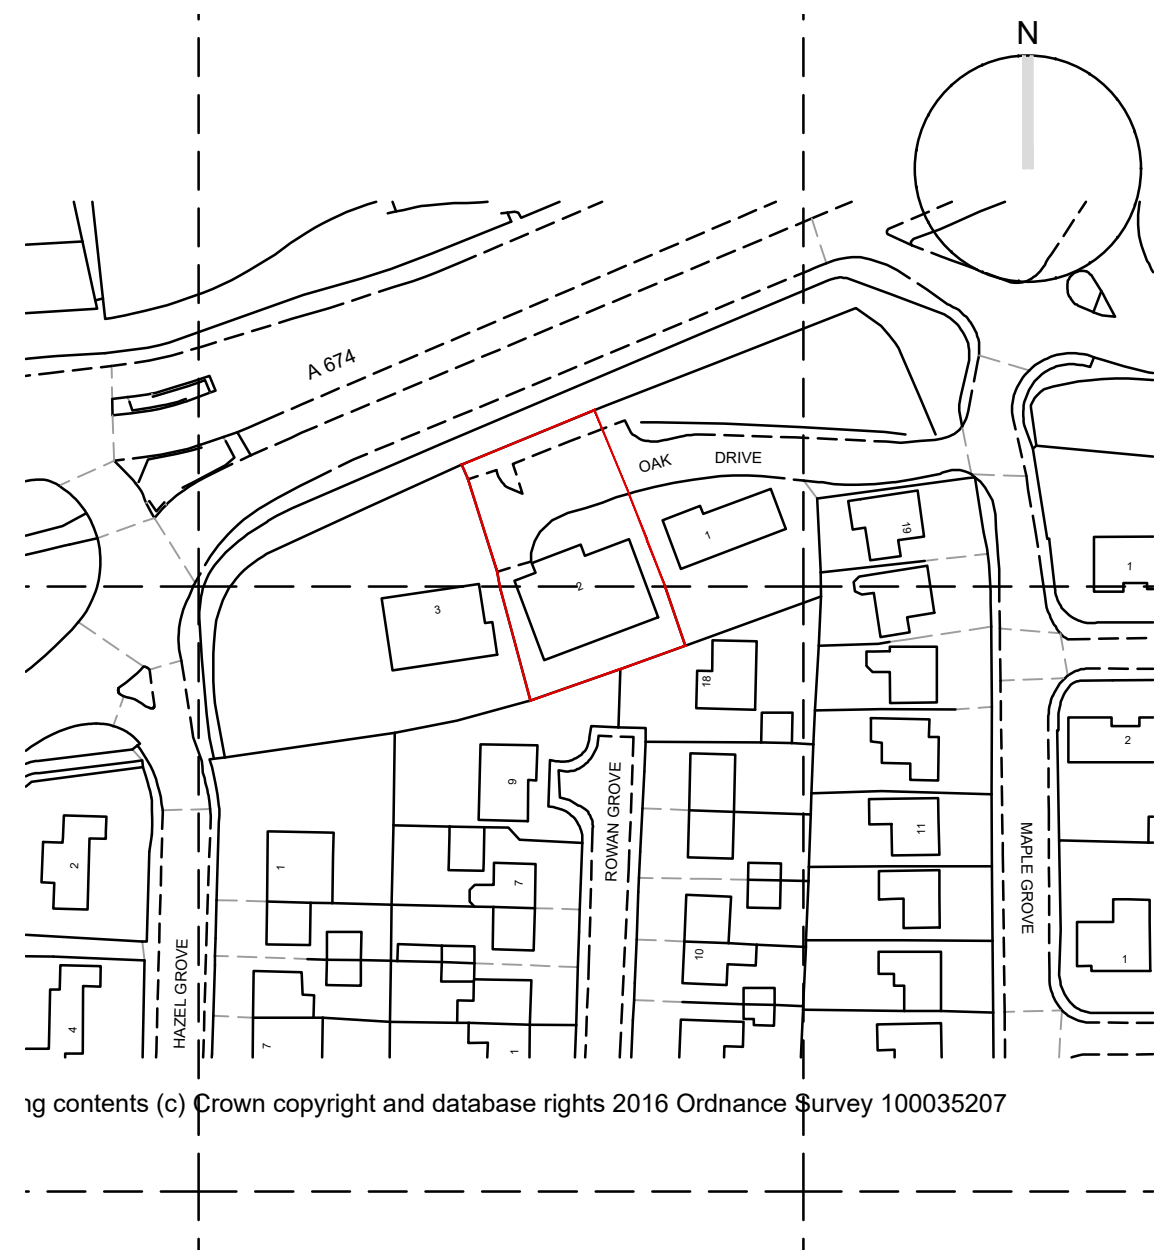 N
A 674
OAK DRIVE
19
1
1
2
3
18
2
9
ROWAN GROVE
11
MAPLE GROVE
2
1
7
10
1
HAZEL GROVE
4
7
1
ng contents (c) Crown copyright and database rights 2016 Ordnance Survey 100035207